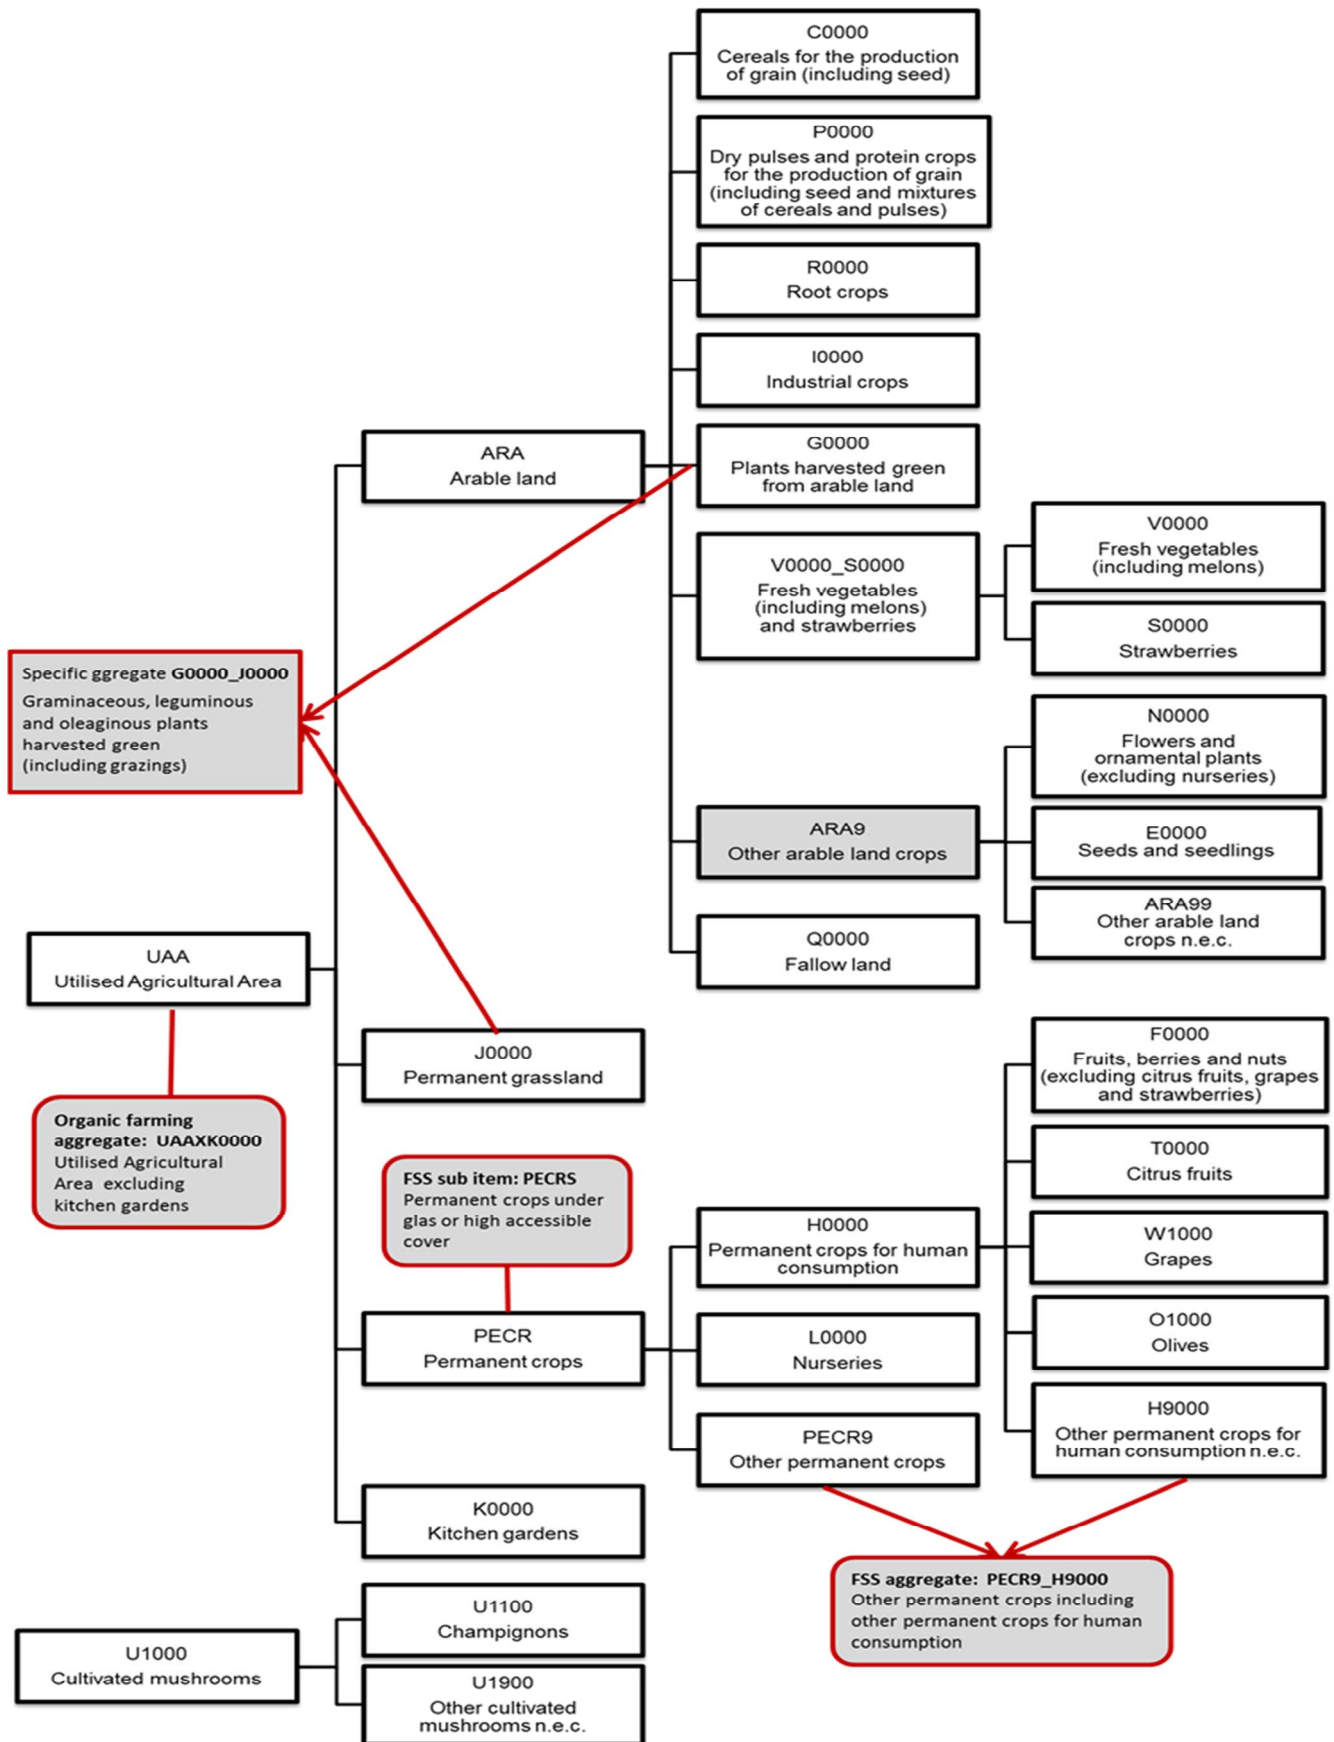 C0000
Cereals for the production
of grain (including seed)
P0000
Dry pulses and protein crops
for the production of grain
(including seed and mixtures
of cereals and pulses)
R0000
Root crops
I0000
Industrial crops
ARA
Arable land
G0000
Plants harvested green
from arable land
V0000_S0000
Fresh vegetables
(including melons)
and strawberries
V0000
Fresh vegetables
(including melons)
S0000
Strawberries
Specific ggregate G0000_J0000
Graminaceous, leguminous
and oleaginous plants
harvested green
(including grazings)
N0000
Flowers and
ornamental plants
(excluding nurseries)
ARA9
Other arable land crops
E0000
Seeds and seedlings
ARA99
Other arable land
crops n.e.c.
Q0000
Fallow land
UAA
Utilised Agricultural Area
J0000
Permanent grassland
F0000
Fruits, berries and nuts
(excluding citrus fruits, grapes
and strawberries)
Organic farming
aggregate: UAAXK0000
Utilised Agricultural
Area excluding
kitchen gardens
T0000
Citrus fruits
FSS sub item: PECRS
Permanent crops under
glas or high accessible
cover
H0000
Permanent crops for human
consumption
W1000
Grapes
PECR
Permanent crops
L0000
Nurseries
O1000
Olives
PECR9
Other permanent crops
H9000
Other permanent crops for
human consumption n.e.c.
K0000
Kitchen gardens
FSS aggregate: PECR9_H9000
Other permanent crops including
other permanent crops for human
consumption
U1000
Cultivated mushrooms
U1100
Champignons
U1900
Other cultivated
mushrooms n.e.c.